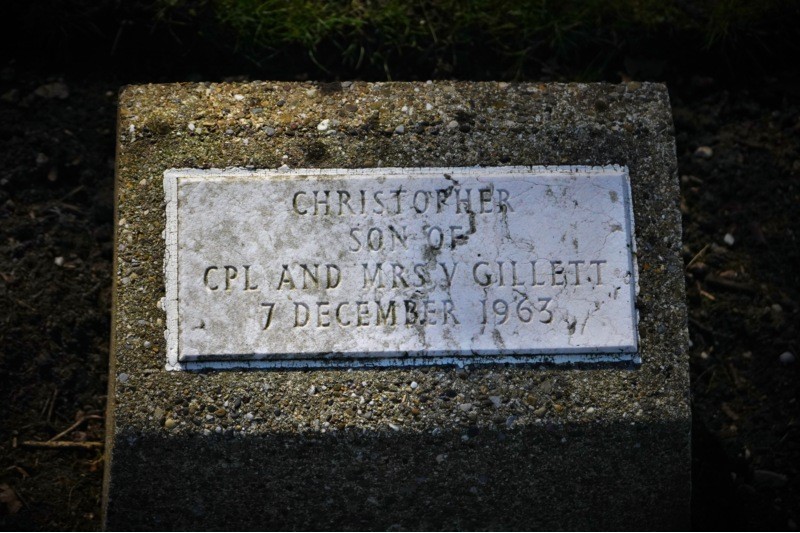 CHRISTOPHER
SON OF
CPL AND MRS V GILLETT
7 DECEMBER 1963